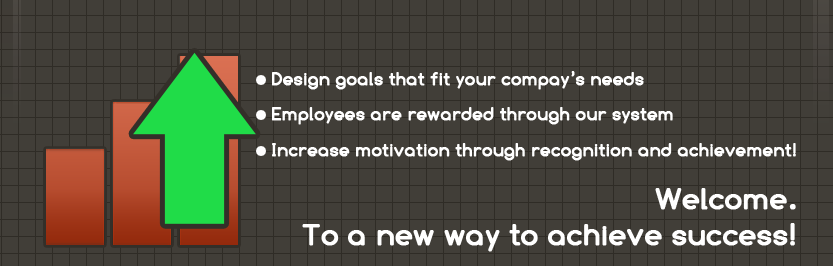 • Design goals that fit your compay's needs
• Employees are rewarded through our system
• Increase motivation through recognition and achievement!
Welcome.
To a new way to achieve success!